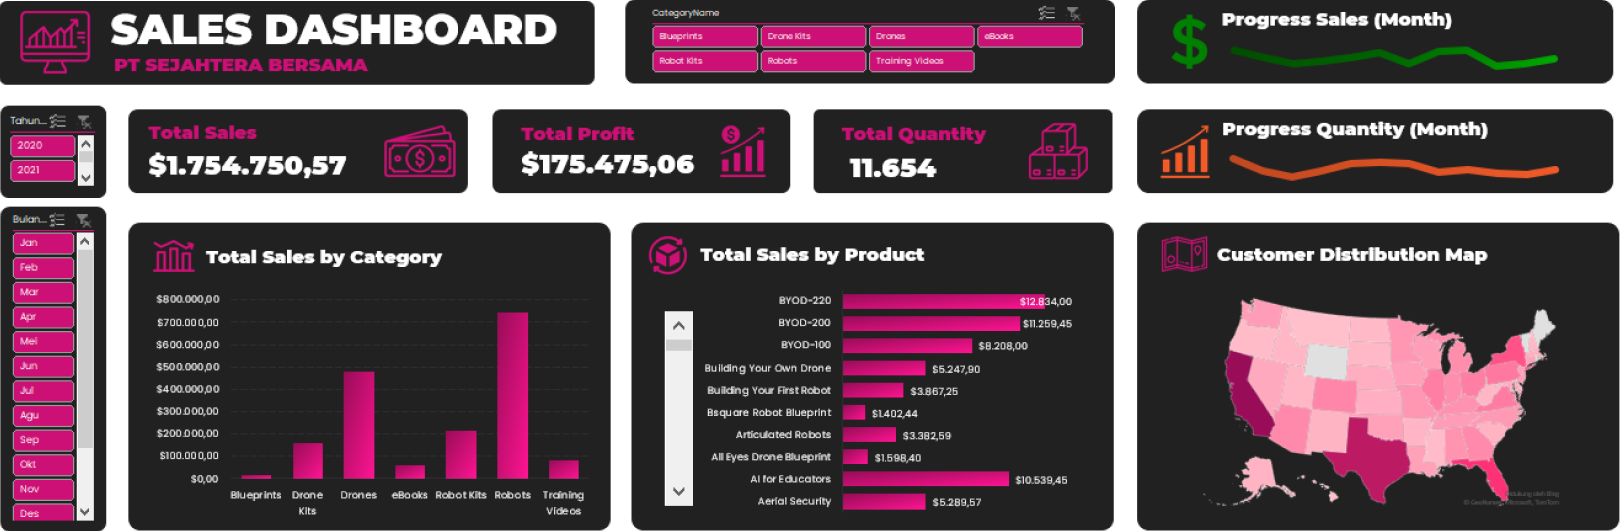 SALES DASHBOARD
PT SEJAHTERA BERSAMA
CategoryName
Blueprints
Drone Kits
Drones
eBooks
Robot Kits
Robots
Training Videos
Progress Sales (Month)
Tahun...
2020
2021
Total Sales
$1.754.750,57
Total Profit
$175.475,06
Total Quantity
11.654
Progress Quantity (Month)
Bulan...
Jan
Feb
Mar
Apr
Mei
Jun
Jul
Agu
Sep
Okt
Nov
Des
Total Sales by Category
$800.000,00
$700.000,00
$600.000,00
$500.000,00
$400.000,00
$300.000,00
$200.000,00
$100.000,00
$0,00
Blueprints
Drone Kits
Drones
eBooks
Robot Kits
Robots
Training Videos
Total Sales by Product
BYOD-220
$12.834,00
BYOD-200
$11.259,45
BYOD-100
$8.208,00
Building Your Own Drone
$5.247,90
Building Your First Robot
$3.867,25
Bsquare Robot Blueprint
$1.402,44
Articulated Robots
$3.382,59
All Eyes Drone Blueprint
$1.598,40
AI for Educators
$10.539,45
Aerial Security
$5.289,57
Customer Distribution Map